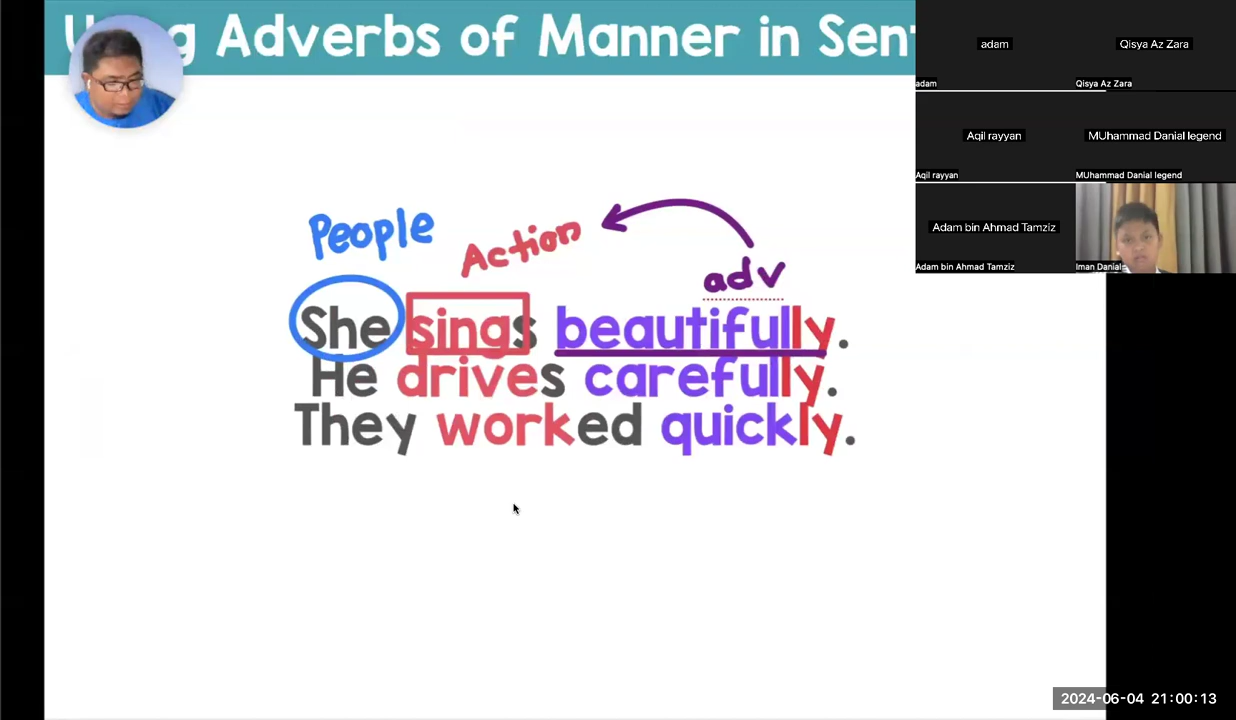 Adverbs of Manner in Sent
adam
Qisya Az Zara
adam
Qisya Az Zara
Aqil rayyan
MUhammad Danial legend
Aqil rayyan
MUhammad Danial legend
Adam bin Ahmad Tamziz
Adam bin Ahmad Tamziz
Iman Danial
People
Action
adv
She sings beautifully.
He drives carefully.
They worked quickly.
2024-06-04 21:00:13